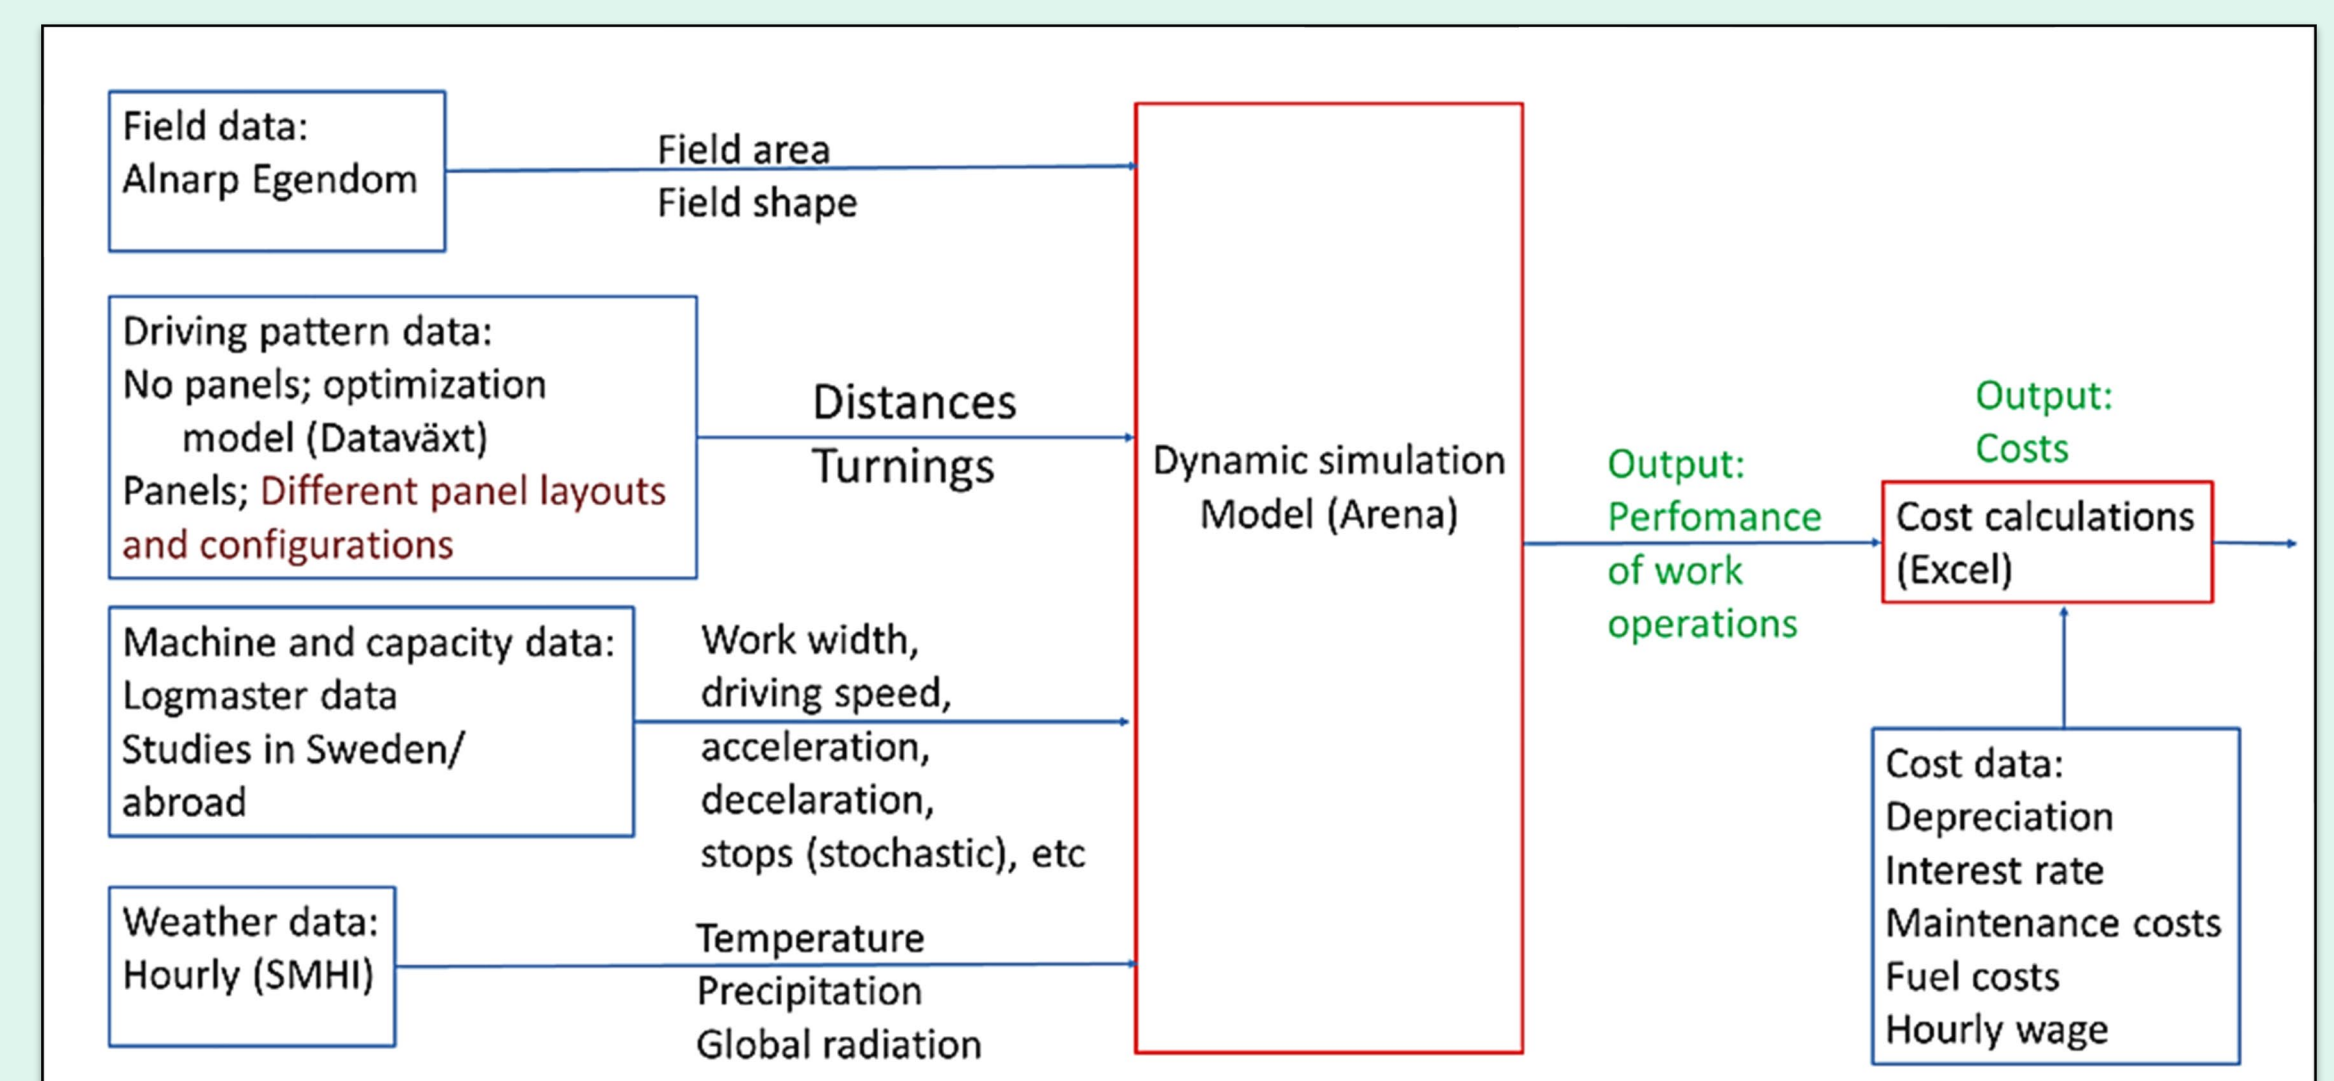 Field data:
Alnarp Egendom
Field area
Field shape
Driving pattern data:
No panels; optimization
model (Dataväxt)
Panels; Different panel layouts
and configurations
Distances
Turnings
Machine and capacity data:
Logmaster data
Studies in Sweden/
abroad
Work width,
driving speed,
acceleration,
decelaration,
stops (stochastic), etc
Weather data:
Hourly (SMHI)
Temperature
Precipitation
Global radiation
Dynamic simulation
Model (Arena)
Output:
Perfomance
of work
operations
Output:
Costs
Cost calculations
(Excel)
Cost data:
Depreciation
Interest rate
Maintenance costs
Fuel costs
Hourly wage